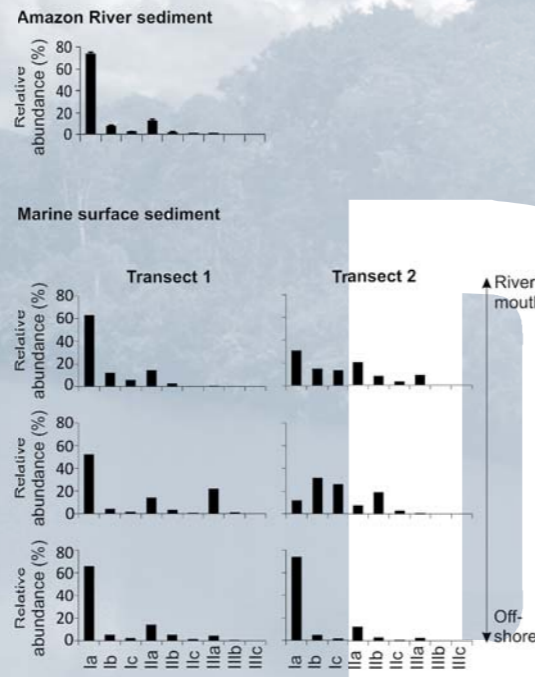 Amazon River sediment
Relative
abundance (%)
80
60
40
20
0
Marine surface sediment
Transect 1
Transect 2
River
mouth
Relative
abundance (%)
80
60
40
20
0
Relative
abundance (%)
80
60
40
20
0
Relative
abundance (%)
80
60
40
20
0
Off-
shore
Ia Ib Ic IIa IIb IIc IIIa IIIb IIIc
Ia Ib Ic IIa IIb IIc IIIa IIIb IIIc